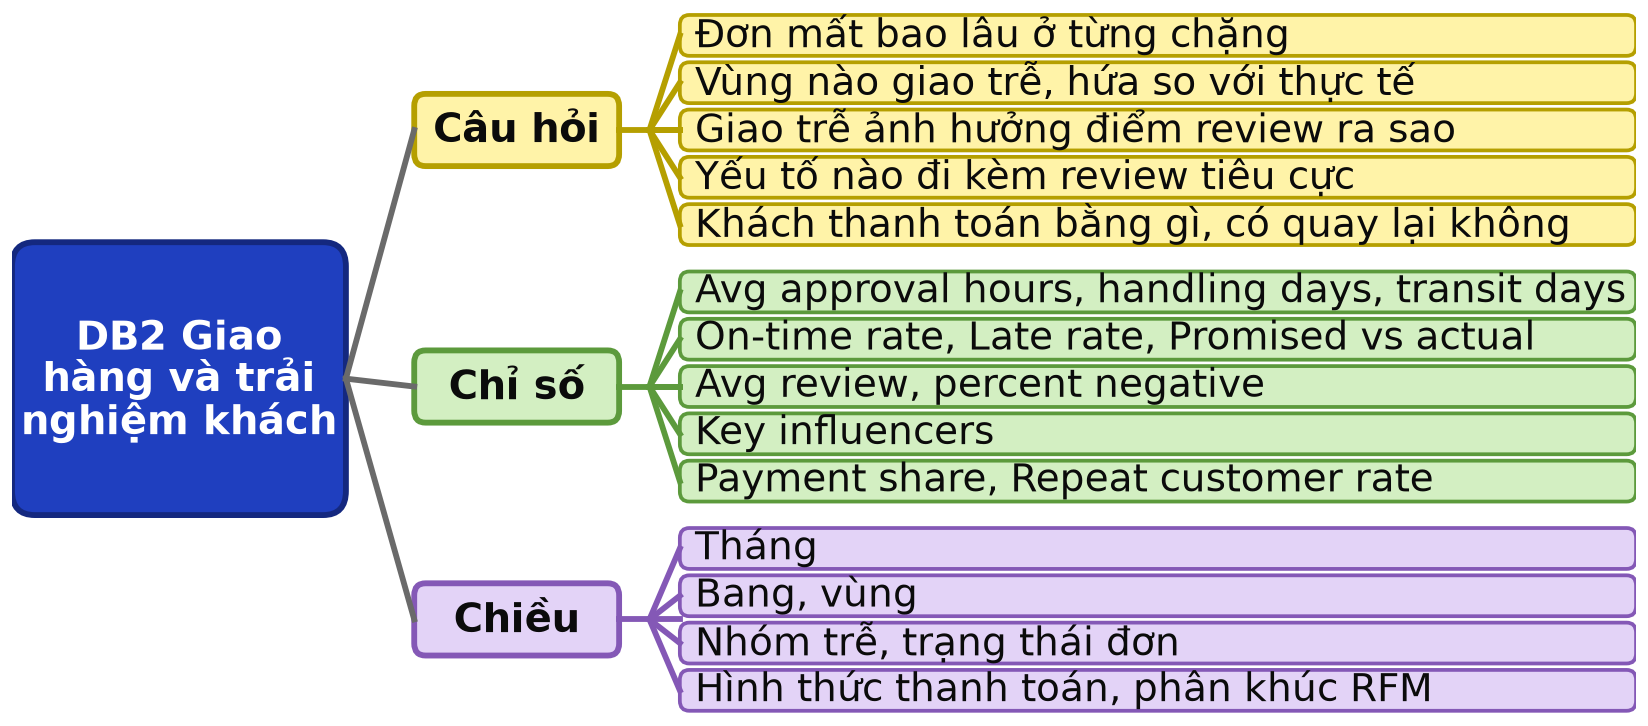 DB2 Giao
hàng và trải
nghiệm khách
Câu hỏi
Đơn mất bao lâu ở từng chặng
Vùng nào giao trễ, hứa so với thực tế
Giao trễ ảnh hưởng điểm review ra sao
Yếu tố nào đi kèm review tiêu cực
Khách thanh toán bằng gì, có quay lại không
Chỉ số
Avg approval hours, handling days, transit days
On-time rate, Late rate, Promised vs actual
Avg review, percent negative
Key influencers
Payment share, Repeat customer rate
Chiều
Tháng
Bang, vùng
Nhóm trễ, trạng thái đơn
Hình thức thanh toán, phân khúc RFM